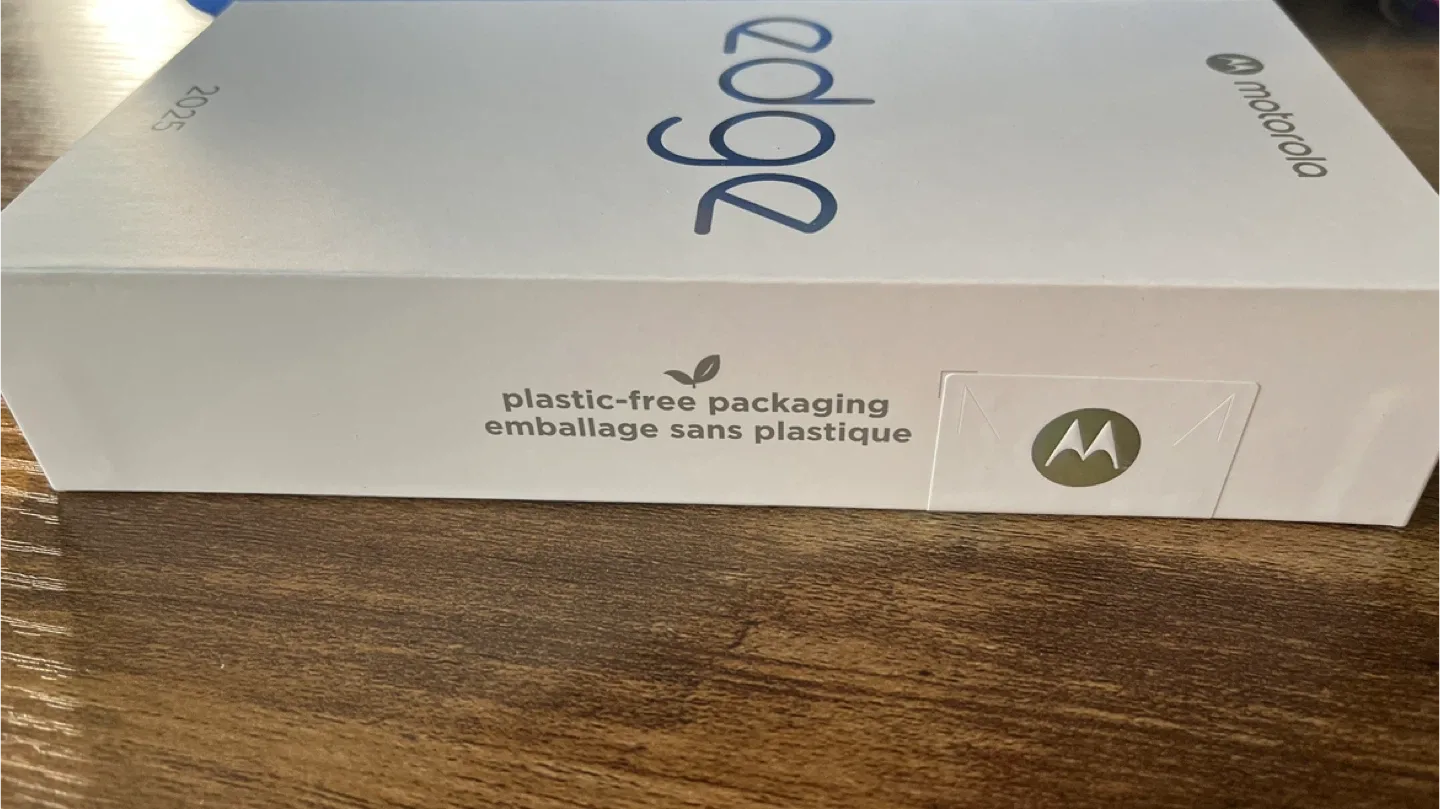 2025
edge
motorola
plastic-free packaging
emballage sans plastique